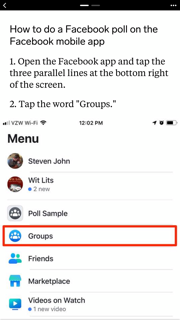 How to do a Facebook poll on the
Facebook mobile app
1. Open the Facebook app and tap the
three parallel lines at the bottom right
of the screen.
2. Tap the word "Groups."
VZW Wi-Fi 12:02 PM
Menu
Steven John
Wit Lits
2 new
Poll Sample
Groups
Friends
Marketplace
Videos on Watch
1 new video